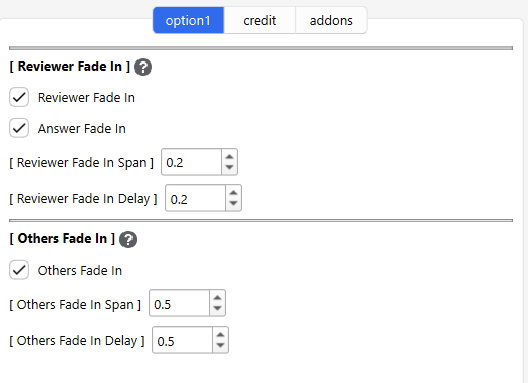 option1 credit addons
[ Reviewer Fade In ] ?
Reviewer Fade In
Answer Fade In
[ Reviewer Fade In Span ] 0.2
[ Reviewer Fade In Delay ] 0.2
[ Others Fade In ] ?
Others Fade In
[ Others Fade In Span ] 0.5
[ Others Fade In Delay ] 0.5